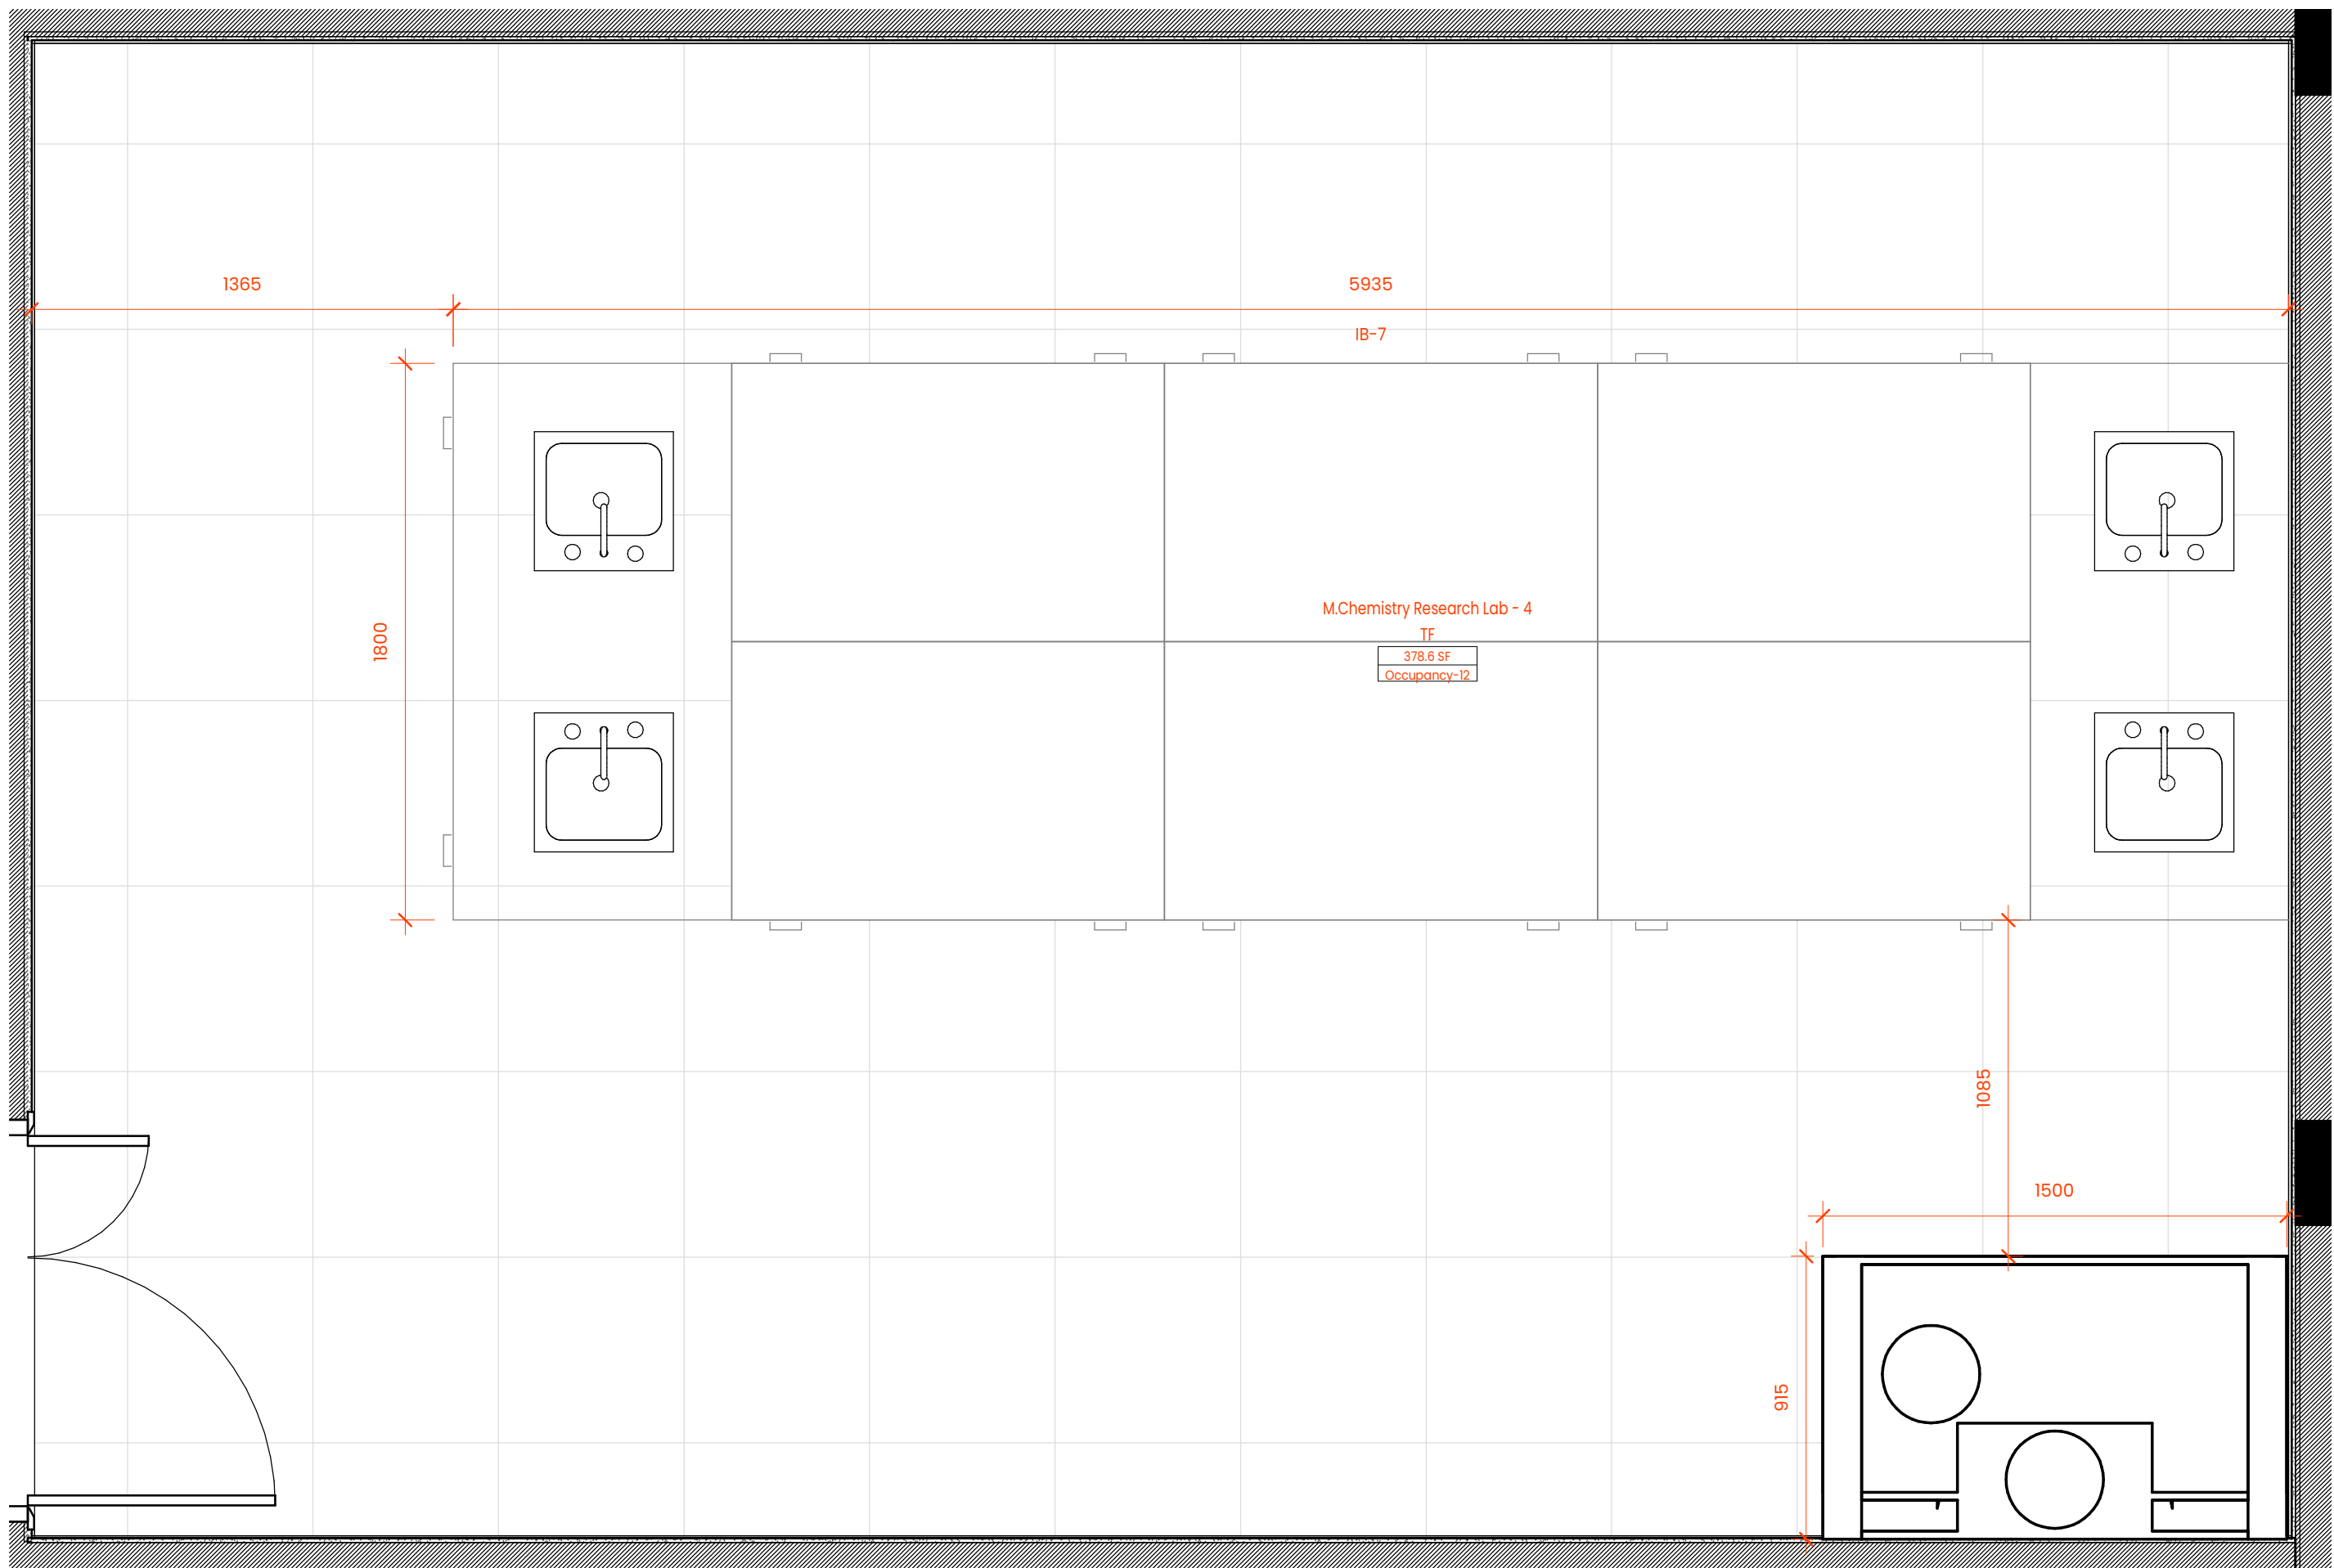 1365
5935
IB-7
1800
M.Chemistry Research Lab - 4
TF
378.6 SF
Occupancy-12
1085
1500
915